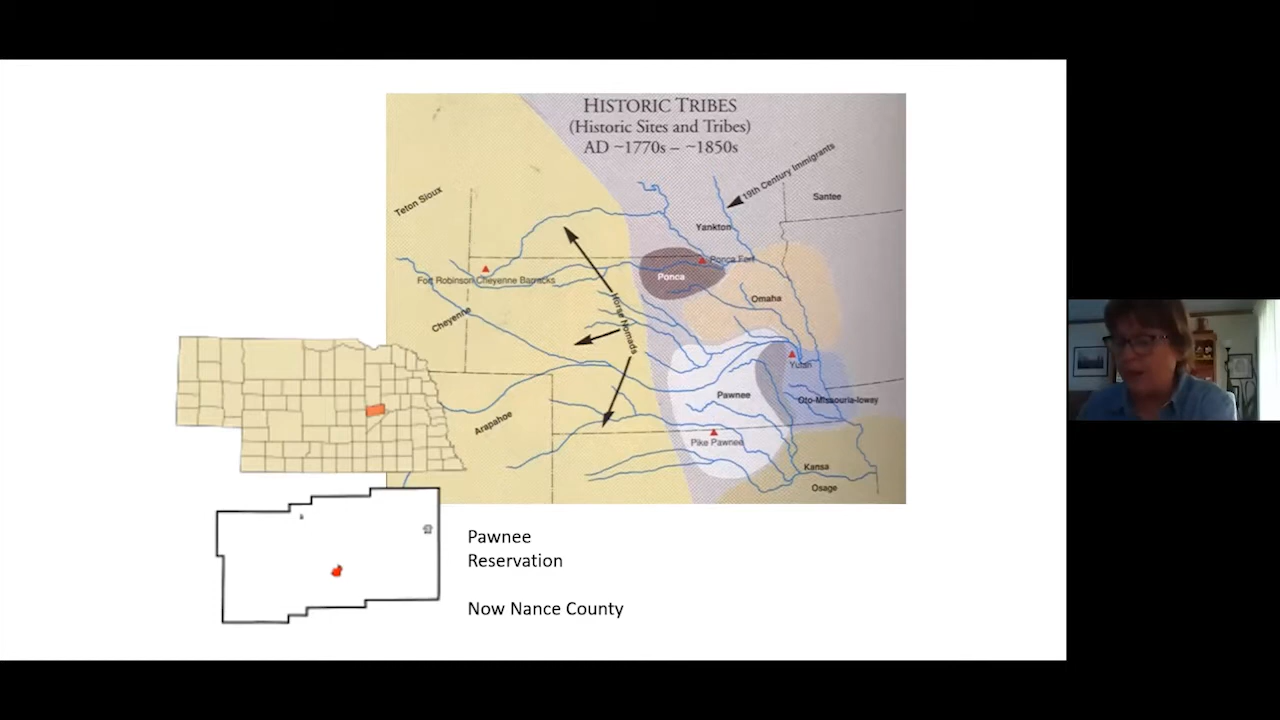 HISTORIC TRIBES
(Historic Sites and Tribes)
AD ~1770s – ~1850s
19th Century Immigrants
Teton Sioux
Santee
Yankton
Ponca Fort
Ponca
Fort Robinson Cheyenne Barracks
Omaha
Horse Nomads
Cheyenne
Yutan
Pawnee
Oto-Missouria-Ioway
Arapahoe
Pike Pawnee
Kansa
Osage
Pawnee
Reservation
Now Nance County